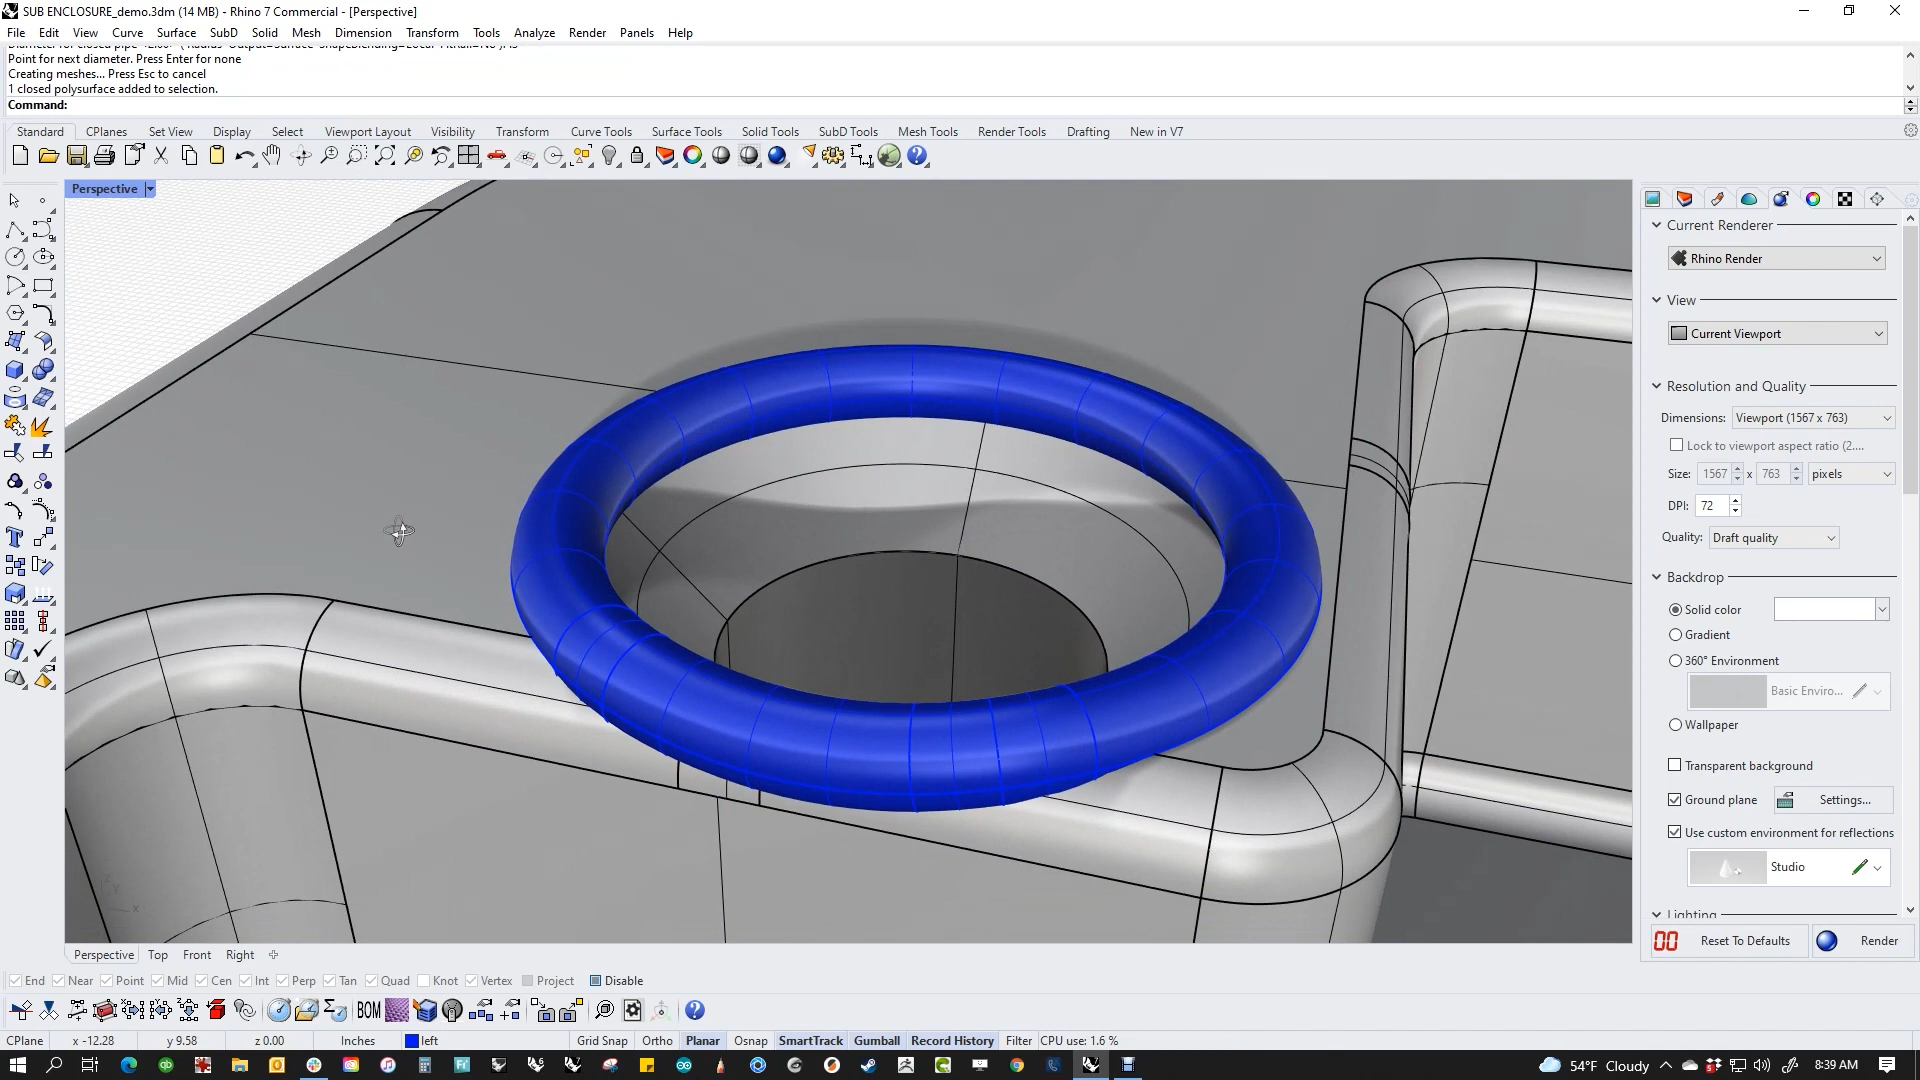 SUB ENCLOSURE_demo.3dm (14 MB) - Rhino 7 Commercial - [Perspective]
File Edit View Curve Surface SubD Solid Mesh Dimension Transform Tools Analyze Render Panels Help
Point for next diameter. Press Enter for none
Creating meshes... Press Esc to cancel
1 closed polysurface added to selection.
Command:
Standard CPlanes Set View Display Select Viewport Layout Visibility Transform Curve Tools Surface Tools Solid Tools SubD Tools Mesh Tools Render Tools Drafting New in V7
Perspective
Current Renderer
Rhino Render
View
Current Viewport
Resolution and Quality
Dimensions: Viewport (1567 x 763)
Lock to viewport aspect ratio (2....
Size: 1567 x 763 pixels
DPI: 72
Quality: Draft quality
Backdrop
Solid color
Gradient
360° Environment
Basic Enviro...
Wallpaper
Transparent background
Ground plane Settings...
Use custom environment for reflections
Studio
Lighting
Reset To Defaults Render
Perspective Top Front Right
End Near Point Mid Cen Int Perp Tan Quad Knot Vertex Project Disable
BOM
CPlane x -12.28 y 9.58 z 0.00 Inches left Grid Snap Ortho Planar Osnap SmartTrack Gumball Record History Filter CPU use: 1.6 %
54°F Cloudy 8:39 AM